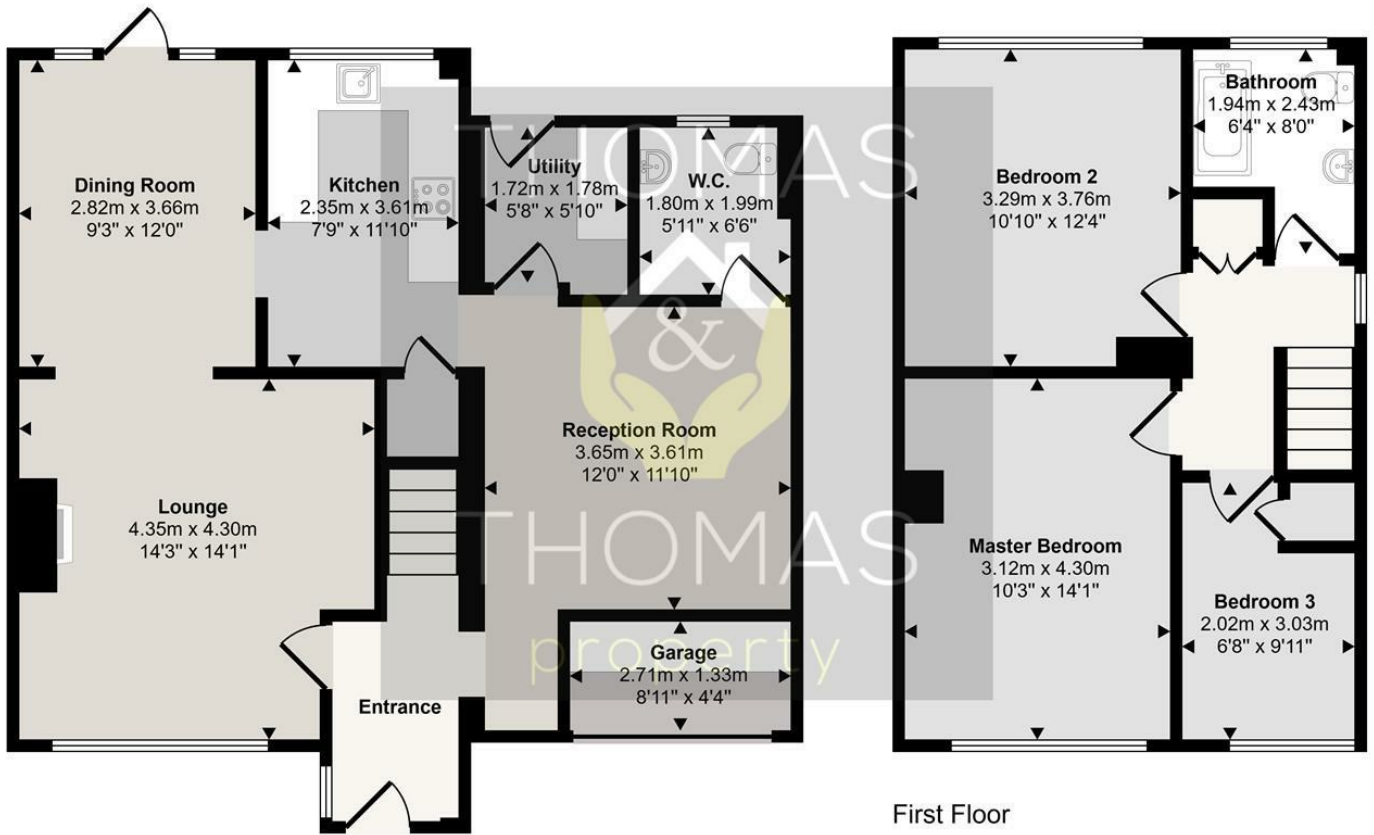 Dining Room
2.82m x 3.66m
9'3" x 12'0"
Kitchen
2.35m x 3.61m
7'9" x 11'10"
Utility
1.72m x 1.78m
5'8" x 5'10"
W.C.
1.80m x 1.99m
5'11" x 6'6"
THOMAS
&
THOMAS
property
Reception Room
3.65m x 3.61m
12'0" x 11'10"
Lounge
4.35m x 4.30m
14'3" x 14'1"
Garage
2.71m x 1.33m
8'11" x 4'4"
Entrance
Bathroom
1.94m x 2.43m
6'4" x 8'0"
Bedroom 2
3.29m x 3.76m
10'10" x 12'4"
Master Bedroom
3.12m x 4.30m
10'3" x 14'1"
Bedroom 3
2.02m x 3.03m
6'8" x 9'11"
First Floor